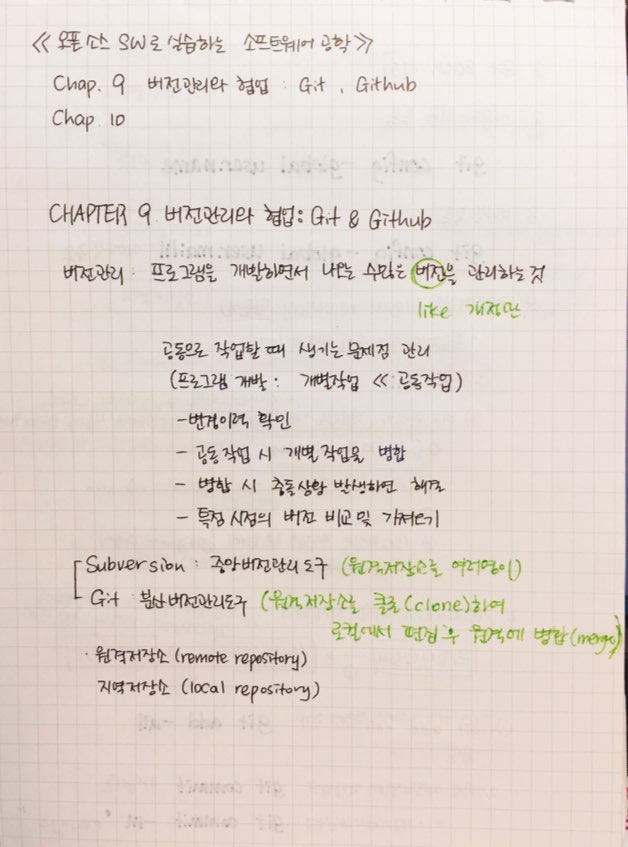 ≪ 오픈 소스 SW로 실습하는 소프트웨어 공학 ≫
Chap. 9 버전관리와 협업 : Git, Github
Chap. 10
CHAPTER 9. 버전관리와 협업: Git & Github
버전관리 : 프로그램을 개발하면서 나오는 수많은 버전을 관리하는 것
like 개정판
공동으로 작업할 때 생기는 문제점 관리
(프로그램 개발 : 개별작업 ≪ 공동작업)
- 변경이력 확인
- 공동작업 시 개별 작업을 병합
- 병합 시 충돌상황 발생하면 해결
- 특정 시점의 버전 비교 및 가져오기
Subversion : 중앙버전관리 도구 (원격저장소를 여러명이)
Git : 분산버전관리도구 (원격저장소를 클론(clone)하여
로컬에서 편집 후 원격에 병합(merge))
· 원격저장소 (remote repository)
지역저장소 (local repository)